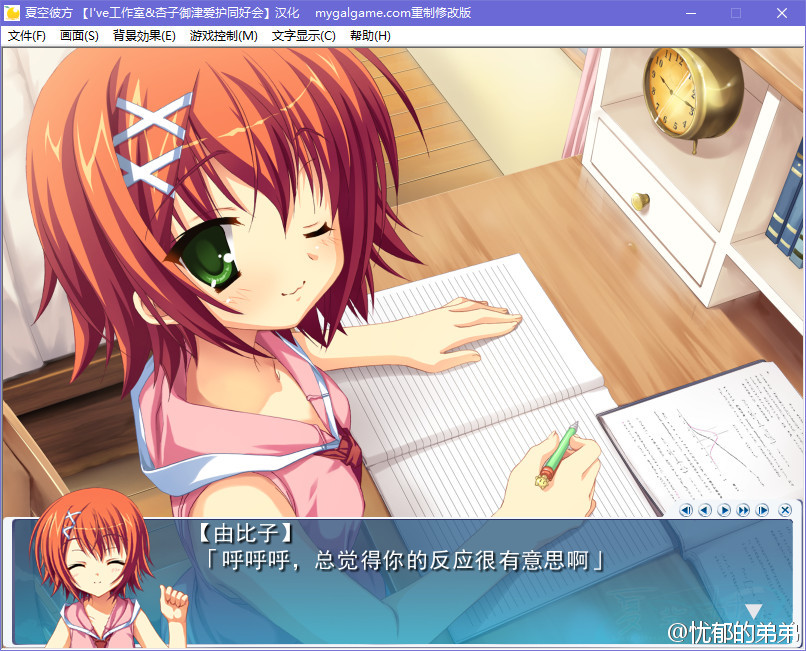 夏空彼方 【I've工作室&杏子御津爱护同好会】汉化 mygalgame.com重制修改版
文件(F) 画面(S) 背景效果(E) 游戏控制(M) 文字显示(C) 帮助(H)
【由比子】
「呼呼呼，总觉得你的反应很有意思啊」
@忧郁的弟弟